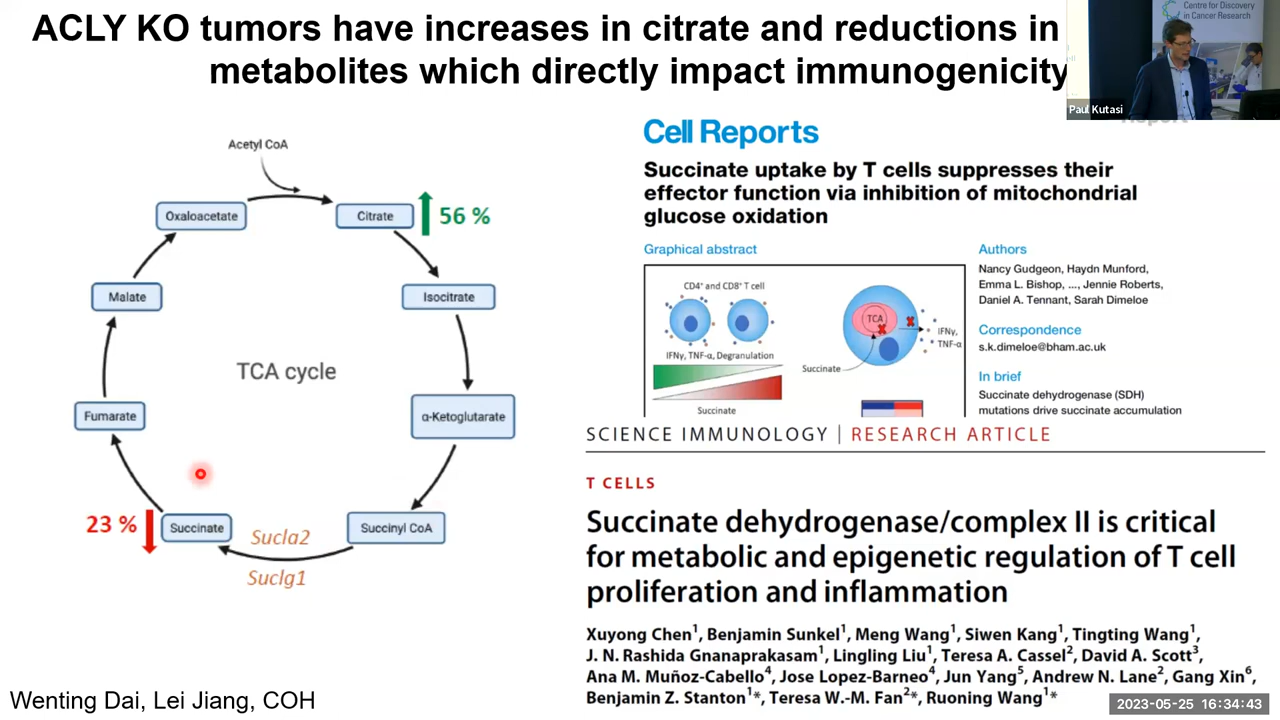 ACLY KO tumors have increases in citrate and reductions in
metabolites which directly impact immunogenicity
Centre for Discovery
in Cancer Research
Paul Kutasi
Acetyl CoA
Oxaloacetate
Citrate
56 %
Malate
Isocitrate
TCA cycle
Fumarate
α-Ketoglutarate
23 %
Succinate
Sucla2
Suclg1
Succinyl CoA
Wenting Dai, Lei Jiang, COH
Cell Reports
Succinate uptake by T cells suppresses their
effector function via inhibition of mitochondrial
glucose oxidation
Graphical abstract
CD4⁺ and CD8⁺ T cell
IFNγ, TNF-α, Degranulation
Succinate
TCA
IFNγ,
TNF-α
Succinate
Authors
Nancy Gudgeon, Haydn Munford,
Emma L. Bishop, ..., Jennie Roberts,
Daniel A. Tennant, Sarah Dimeloe
Correspondence
s.k.dimeloe@bham.ac.uk
In brief
Succinate dehydrogenase (SDH)
mutations drive succinate accumulation
SCIENCE IMMUNOLOGY | RESEARCH ARTICLE
T CELLS
Succinate dehydrogenase/complex II is critical
for metabolic and epigenetic regulation of T cell
proliferation and inflammation
Xuyong Chen¹, Benjamin Sunkel¹, Meng Wang¹, Siwen Kang¹, Tingting Wang¹,
J. N. Rashida Gnanaprakasam¹, Lingling Liu¹, Teresa A. Cassel², David A. Scott³,
Ana M. Muñoz-Cabello⁴, Jose Lopez-Barneo⁴, Jun Yang⁵, Andrew N. Lane², Gang Xin⁶,
Benjamin Z. Stanton¹*, Teresa W.-M. Fan²*, Ruoning Wang¹*
2023-05-25 16:34:43